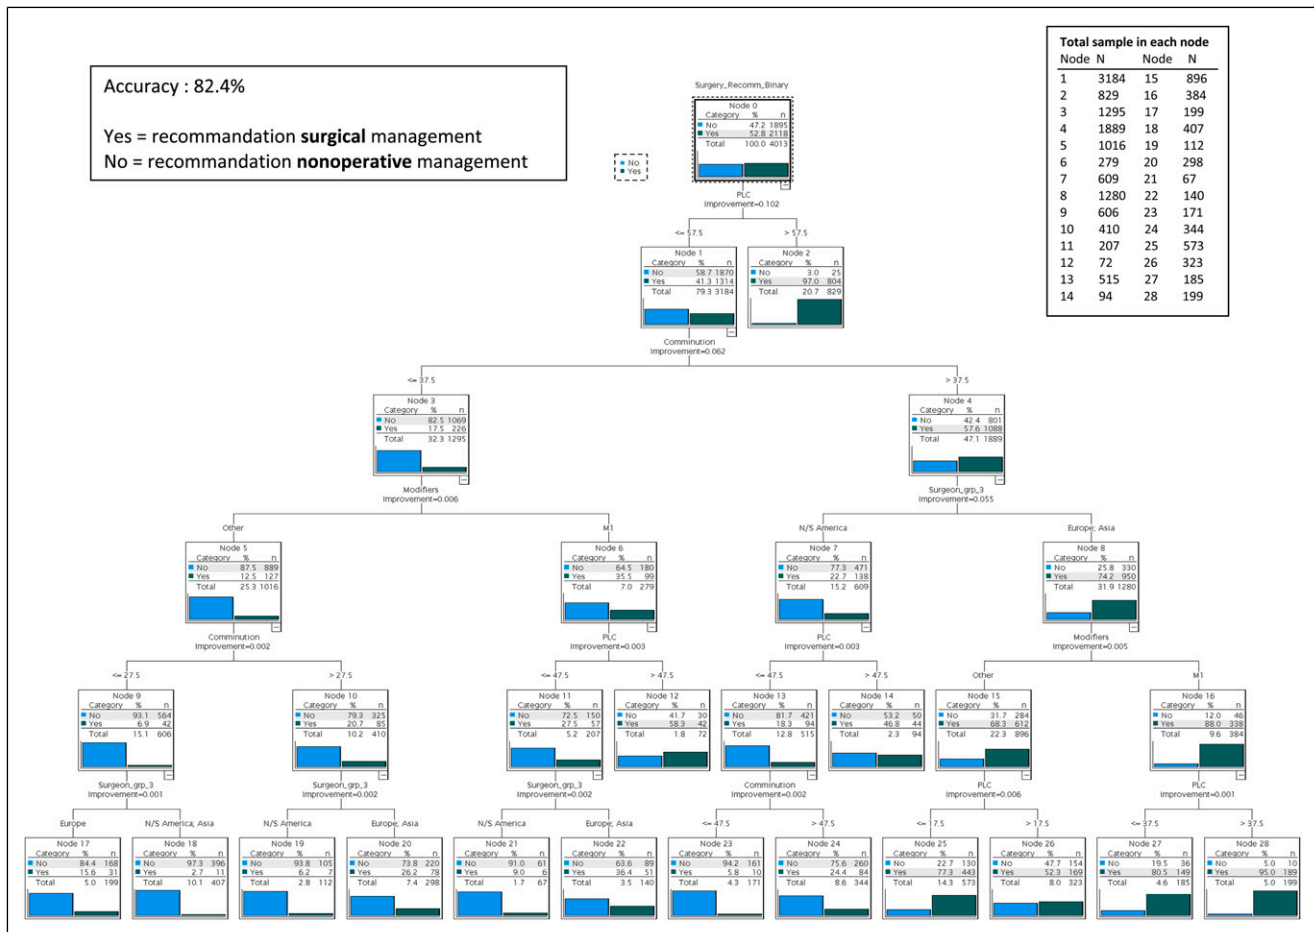 Accuracy : 82.4%
Yes = recommandation surgical management
No = recommandation nonoperative management
Total sample in each node
Node N Node N
1 3184 15 896
2 829 16 384
3 1295 17 199
4 1889 18 407
5 1016 19 112
6 279 20 298
7 609 21 67
8 1280 22 140
9 606 23 171
10 410 24 344
11 207 25 573
12 72 26 323
13 515 27 185
14 94 28 199
Surgery_Recomm_Binary
Node 0
Category % n
No 47.2 1895
Yes 52.8 2118
Total 100.0 4013
No
Yes
PLC
Improvement=0.102
<= 57.5
> 57.5
Node 1
Category % n
No 58.7 1870
Yes 41.3 1314
Total 79.3 3184
Node 2
Category % n
No 3.0 25
Yes 97.0 804
Total 20.7 829
Comminution
Improvement=0.062
<= 37.5
> 37.5
Node 3
Category % n
No 82.5 1069
Yes 17.5 226
Total 32.3 1295
Node 4
Category % n
No 42.4 801
Yes 57.6 1088
Total 47.1 1889
Modifiers
Improvement=0.006
Surgeon_grp_3
Improvement=0.055
Other
M1
N/S America
Europe; Asia
Node 5
Category % n
No 87.5 889
Yes 12.5 127
Total 25.3 1016
Node 6
Category % n
No 64.5 180
Yes 35.5 99
Total 7.0 279
Node 7
Category % n
No 77.3 471
Yes 22.7 138
Total 15.2 609
Node 8
Category % n
No 25.8 330
Yes 74.2 950
Total 31.9 1280
Comminution
Improvement=0.002
PLC
Improvement=0.003
PLC
Improvement=0.003
Modifiers
Improvement=0.005
<= 27.5
> 27.5
<= 47.5
> 47.5
<= 47.5
> 47.5
Other
M1
Node 9
Category % n
No 93.1 564
Yes 6.9 42
Total 15.1 606
Node 10
Category % n
No 79.3 325
Yes 20.7 85
Total 10.2 410
Node 11
Category % n
No 72.5 150
Yes 27.5 57
Total 5.2 207
Node 12
Category % n
No 41.7 30
Yes 58.3 42
Total 1.8 72
Node 13
Category % n
No 81.7 421
Yes 18.3 94
Total 12.8 515
Node 14
Category % n
No 53.2 50
Yes 46.8 44
Total 2.3 94
Node 15
Category % n
No 31.7 284
Yes 68.3 612
Total 22.3 896
Node 16
Category % n
No 12.0 46
Yes 88.0 338
Total 9.6 384
Surgeon_grp_3
Improvement=0.001
Surgeon_grp_3
Improvement=0.002
Surgeon_grp_3
Improvement=0.002
Comminution
Improvement=0.002
PLC
Improvement=0.006
PLC
Improvement=0.001
Europe
N/S America; Asia
N/S America
Europe; Asia
N/S America
Europe; Asia
<= 47.5
> 47.5
<= 17.5
> 17.5
<= 37.5
> 37.5
Node 17
Category % n
No 84.4 168
Yes 15.6 31
Total 5.0 199
Node 18
Category % n
No 97.3 396
Yes 2.7 11
Total 10.1 407
Node 19
Category % n
No 93.8 105
Yes 6.2 7
Total 2.8 112
Node 20
Category % n
No 73.8 220
Yes 26.2 78
Total 7.4 298
Node 21
Category % n
No 91.0 61
Yes 9.0 6
Total 1.7 67
Node 22
Category % n
No 63.6 89
Yes 36.4 51
Total 3.5 140
Node 23
Category % n
No 94.2 161
Yes 5.8 10
Total 4.3 171
Node 24
Category % n
No 75.6 260
Yes 24.4 84
Total 8.6 344
Node 25
Category % n
No 22.7 130
Yes 77.3 443
Total 14.3 573
Node 26
Category % n
No 47.7 154
Yes 52.3 169
Total 8.0 323
Node 27
Category % n
No 19.5 36
Yes 80.5 149
Total 4.6 185
Node 28
Category % n
No 5.0 10
Yes 95.0 189
Total 5.0 199